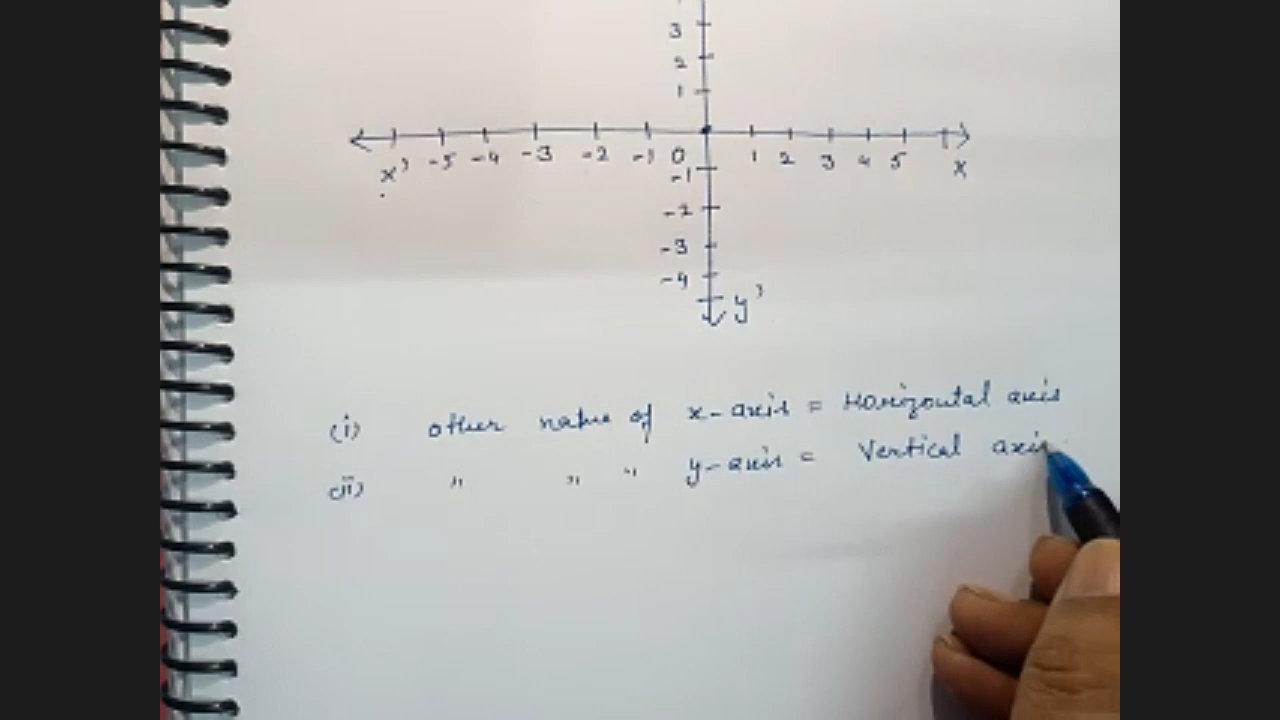 3
2
1
x' -5 -4 -3 -2 -1 0 1 2 3 4 5 x
-1
-2
-3
-4
y'
(i) other name of x-axis = Horizontal axis
(ii) " " " y-axis = Vertical axis